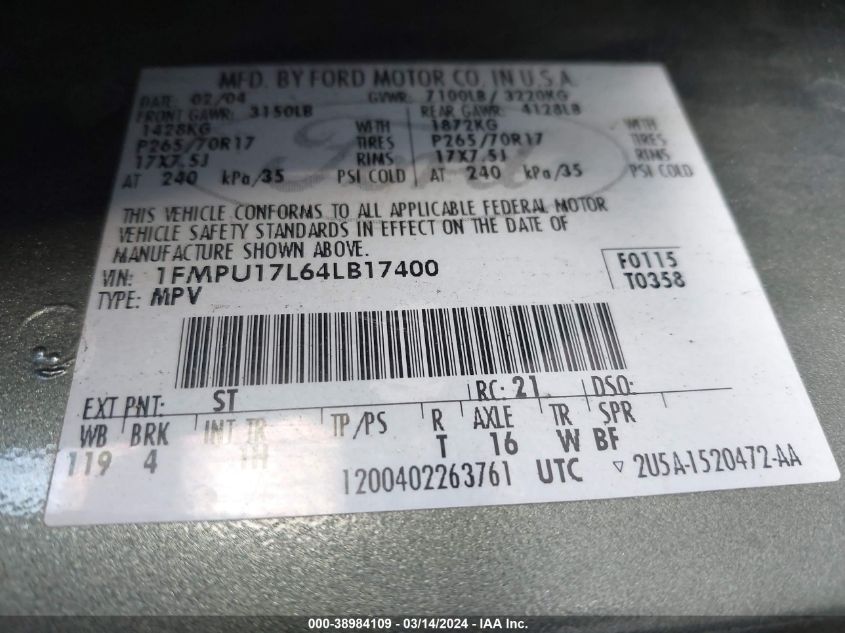 MFD. BY FORD MOTOR CO. IN U.S.A.
DATE: 02/04 GVWR: 7100LB / 3220KG
FRONT GAWR: 3150LB REAR GAWR: 4128LB
1428KG WITH 1872KG WITH
P265/70R17 TIRES P265/70R17 TIRES
17X7.5J RIMS 17X7.5J RIMS
AT 240 kPa/35 PSI COLD AT 240 kPa/35 PSI COLD
Ford
THIS VEHICLE CONFORMS TO ALL APPLICABLE FEDERAL MOTOR
VEHICLE SAFETY STANDARDS IN EFFECT ON THE DATE OF
MANUFACTURE SHOWN ABOVE.
VIN: 1FMPU17L64LB17400 F0115
TYPE: MPV T0358
EXT PNT: ST RC: 21 DSO:
WB BRK INT TR TP/PS R AXLE TR SPR
119 4 1H T 16 W BF
1200402263761 UTC ▽ 2U5A-1520472-AA
000-38984109 - 03/14/2024 - IAA Inc.